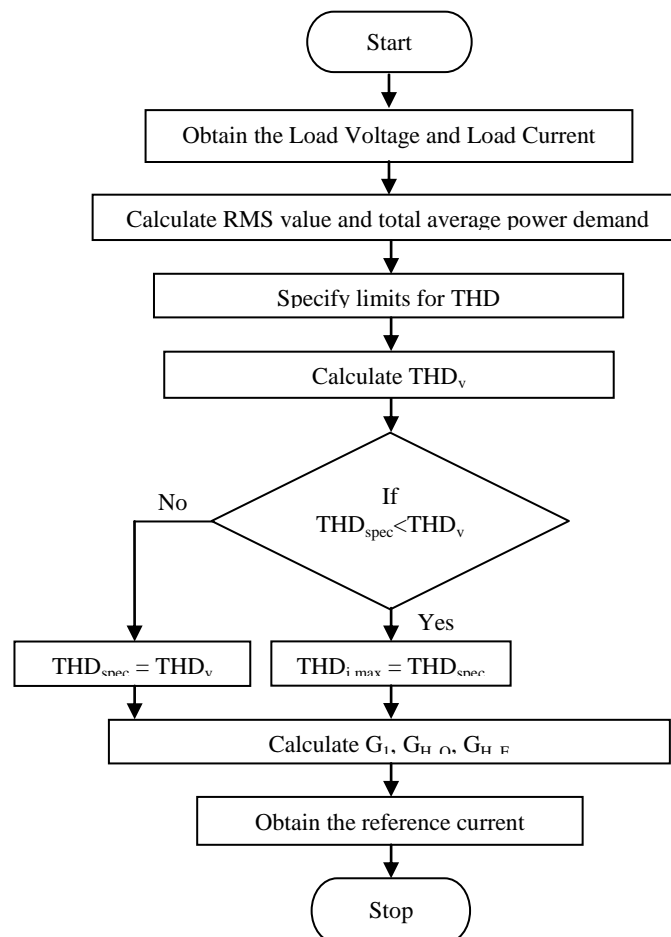 Start
Obtain the Load Voltage and Load Current
Calculate RMS value and total average power demand
Specify limits for THD
Calculate THDv
If
THDspec<THDv
No
Yes
THDspec = THDv
THDi max = THDspec
Calculate G1, GH O, GH E
Obtain the reference current
Stop